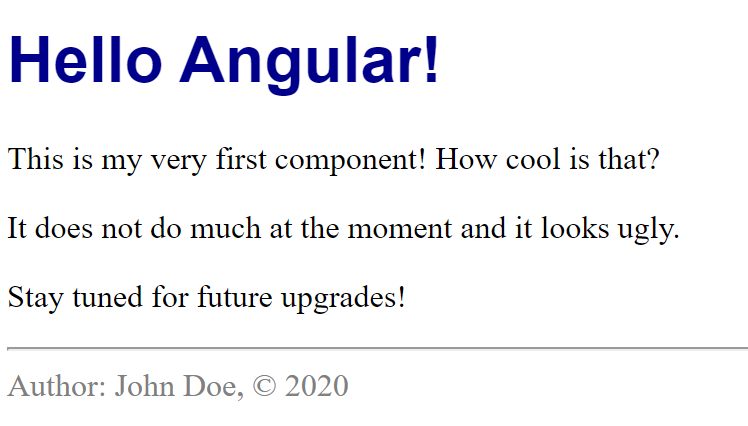 Hello Angular!
This is my very first component! How cool is that?
It does not do much at the moment and it looks ugly.
Stay tuned for future upgrades!
Author: John Doe, © 2020